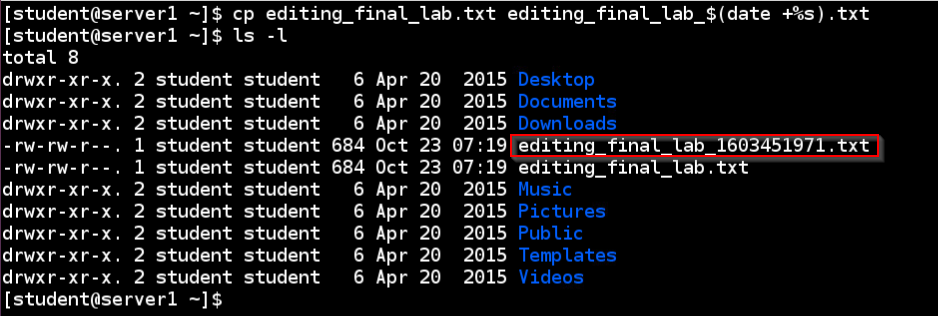 [student@server1 ~]$ cp editing_final_lab.txt editing_final_lab_$(date +%s).txt
[student@server1 ~]$ ls -l
total 8
drwxr-xr-x. 2 student student   6 Apr 20  2015 Desktop
drwxr-xr-x. 2 student student   6 Apr 20  2015 Documents
drwxr-xr-x. 2 student student   6 Apr 20  2015 Downloads
-rw-rw-r--. 1 student student 684 Oct 23 07:19 editing_final_lab_1603451971.txt
-rw-rw-r--. 1 student student 684 Oct 23 07:19 editing_final_lab.txt
drwxr-xr-x. 2 student student   6 Apr 20  2015 Music
drwxr-xr-x. 2 student student   6 Apr 20  2015 Pictures
drwxr-xr-x. 2 student student   6 Apr 20  2015 Public
drwxr-xr-x. 2 student student   6 Apr 20  2015 Templates
drwxr-xr-x. 2 student student   6 Apr 20  2015 Videos
[student@server1 ~]$